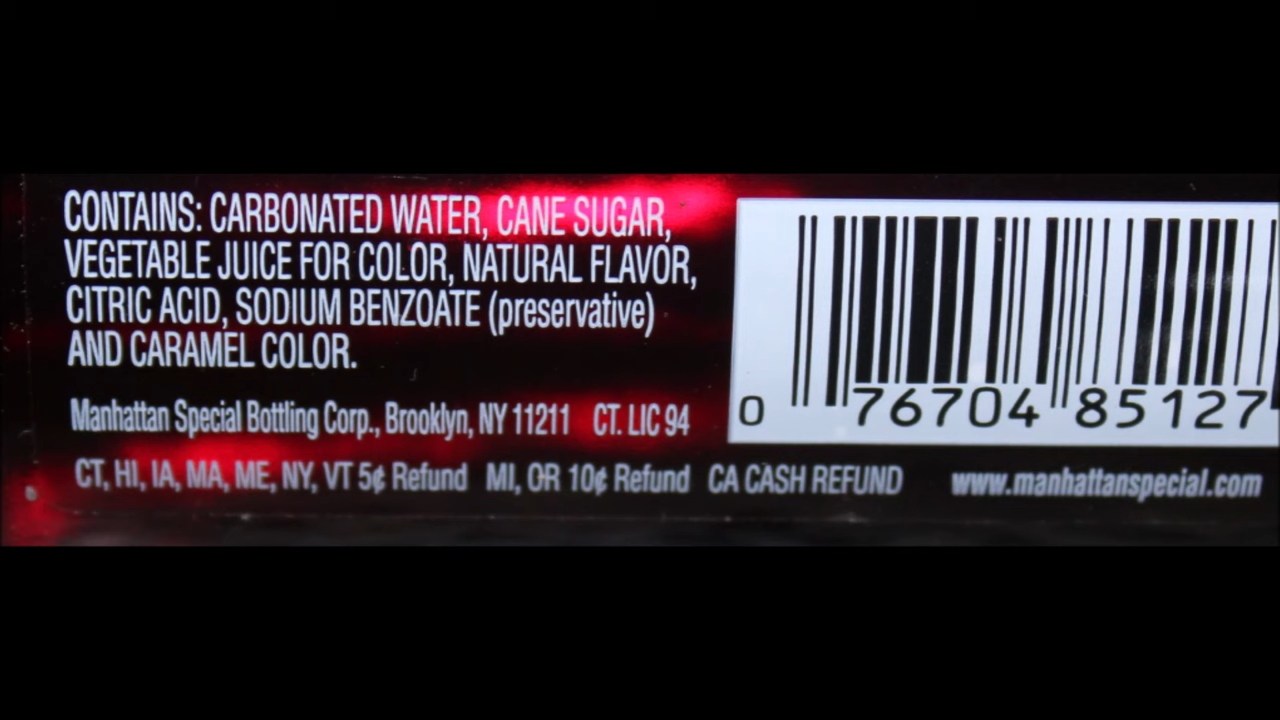 CONTAINS: CARBONATED WATER, CANE SUGAR,
VEGETABLE JUICE FOR COLOR, NATURAL FLAVOR,
CITRIC ACID, SODIUM BENZOATE (preservative)
AND CARAMEL COLOR.
Manhattan Special Bottling Corp., Brooklyn, NY 11211 CT. LIC 94
CT, HI, IA, MA, ME, NY, VT 5¢ Refund MI, OR 10¢ Refund CA CASH REFUND www.manhattanspecial.com
0 76704 85127